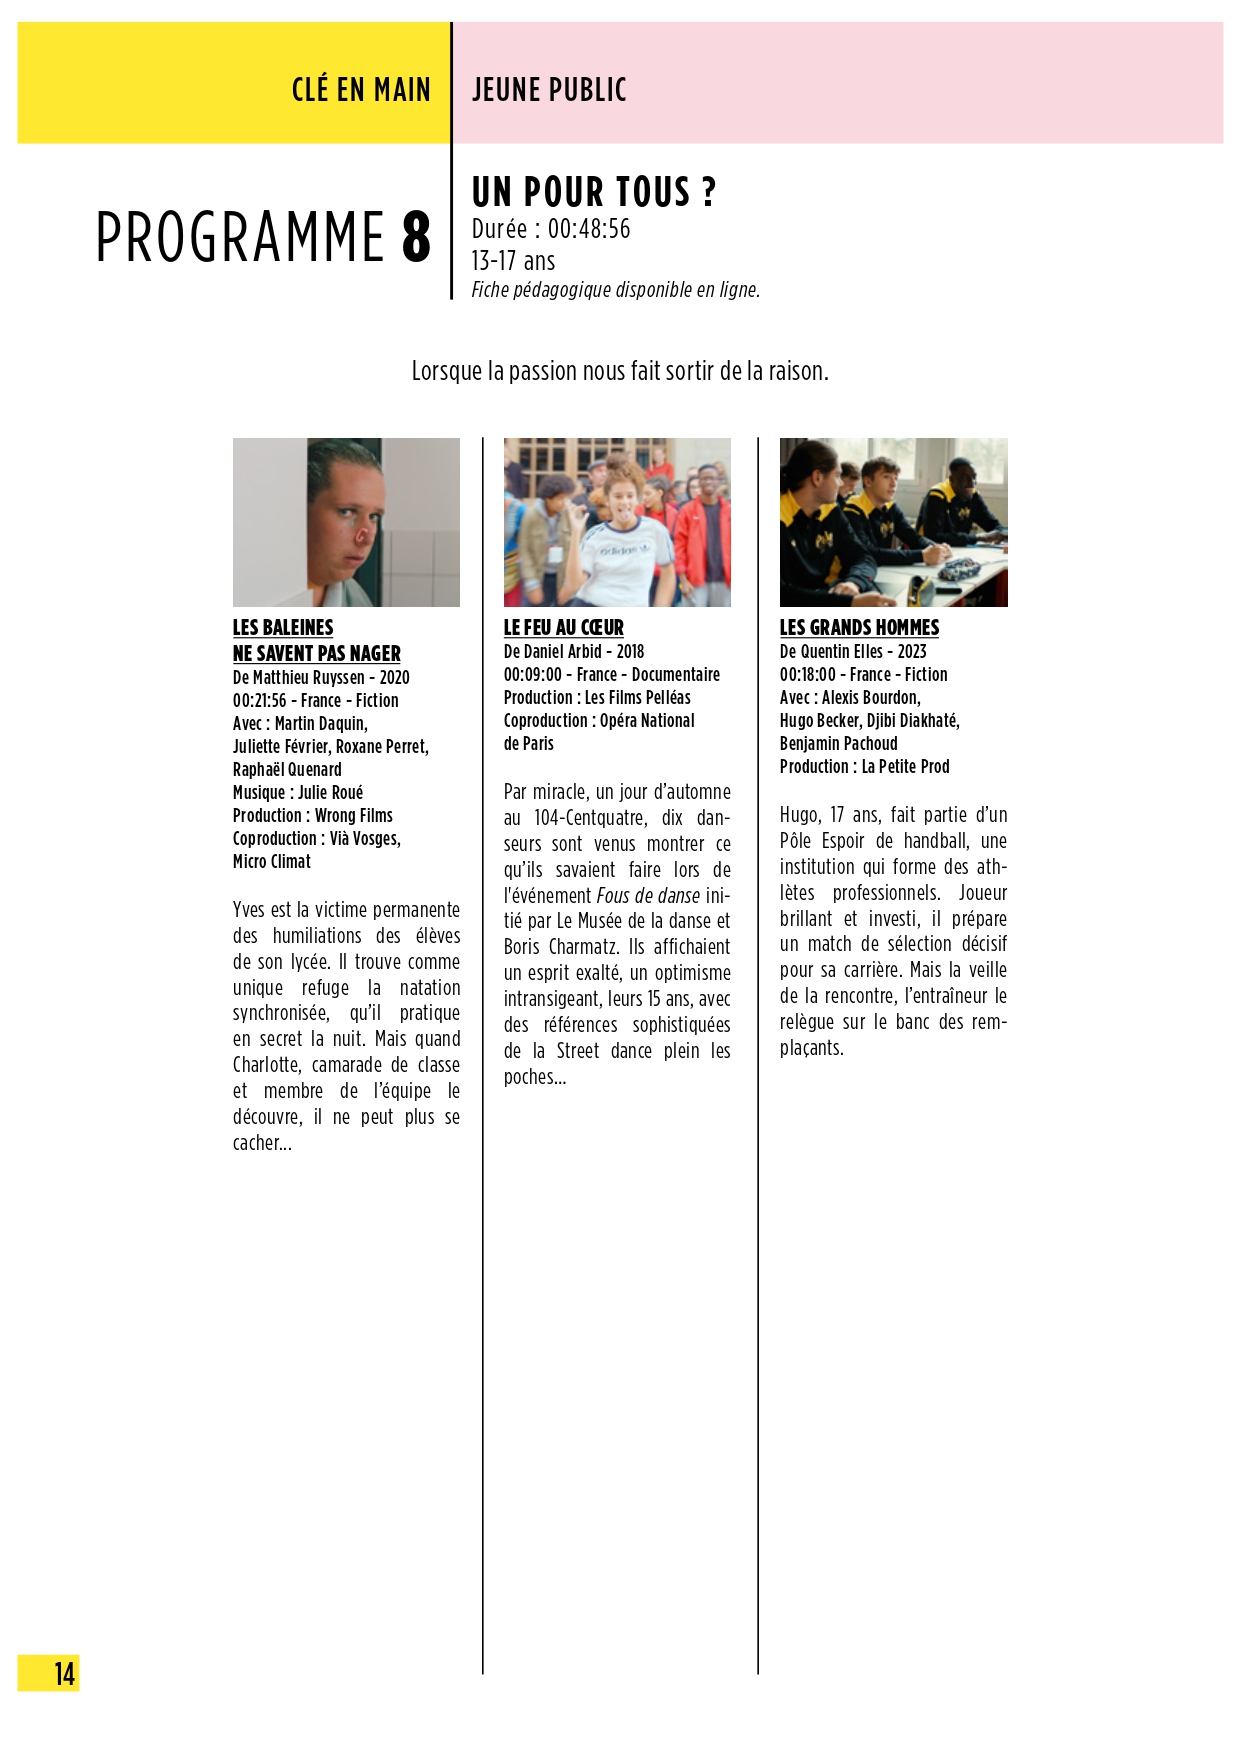 CLÉ EN MAIN
JEUNE PUBLIC
PROGRAMME 8
UN POUR TOUS ?
Durée : 00:48:56
13-17 ans
Fiche pédagogique disponible en ligne.
Lorsque la passion nous fait sortir de la raison.
LES BALEINES
NE SAVENT PAS NAGER
De Matthieu Ruyssen - 2020
00:21:56 - France - Fiction
Avec : Martin Daquin,
Juliette Février, Roxane Perret,
Raphaël Quenard
Musique : Julie Roué
Production : Wrong Films
Coproduction : Vià Vosges,
Micro Climat
Yves est la victime permanente
des humiliations des élèves
de son lycée. Il trouve comme
unique refuge la natation
synchronisée, qu’il pratique
en secret la nuit. Mais quand
Charlotte, camarade de classe
et membre de l’équipe le
découvre, il ne peut plus se
cacher...
adidas
LE FEU AU CŒUR
De Daniel Arbid - 2018
00:09:00 - France - Documentaire
Production : Les Films Pelléas
Coproduction : Opéra National
de Paris
Par miracle, un jour d’automne
au 104-Centquatre, dix dan-
seurs sont venus montrer ce
qu’ils savaient faire lors de
l'événement Fous de danse ini-
tié par Le Musée de la danse et
Boris Charmatz. Ils affichaient
un esprit exalté, un optimisme
intransigeant, leurs 15 ans, avec
des références sophistiquées
de la Street dance plein les
poches...
LES GRANDS HOMMES
De Quentin Elles - 2023
00:18:00 - France - Fiction
Avec : Alexis Bourdon,
Hugo Becker, Djibi Diakhaté,
Benjamin Pachoud
Production : La Petite Prod
Hugo, 17 ans, fait partie d’un
Pôle Espoir de handball, une
institution qui forme des ath-
lètes professionnels. Joueur
brillant et investi, il prépare
un match de sélection décisif
pour sa carrière. Mais la veille
de la rencontre, l’entraîneur le
relègue sur le banc des rem-
plaçants.
14